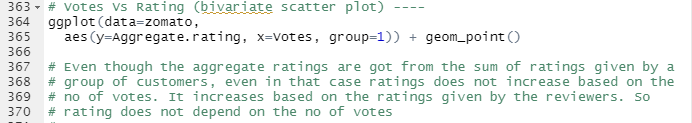 363 # Votes Vs Rating (bivariate scatter plot) ----
364 ggplot(data=zomato,
365 aes(y=Aggregate.rating, x=Votes, group=1)) + geom_point()
366
367 # Even though the aggregate ratings are got from the sum of ratings given by a
368 # group of customers, even in that case ratings does not increase based on the
369 # no of votes. It increases based on the ratings given by the reviewers. So
370 # rating does not depend on the no of votes